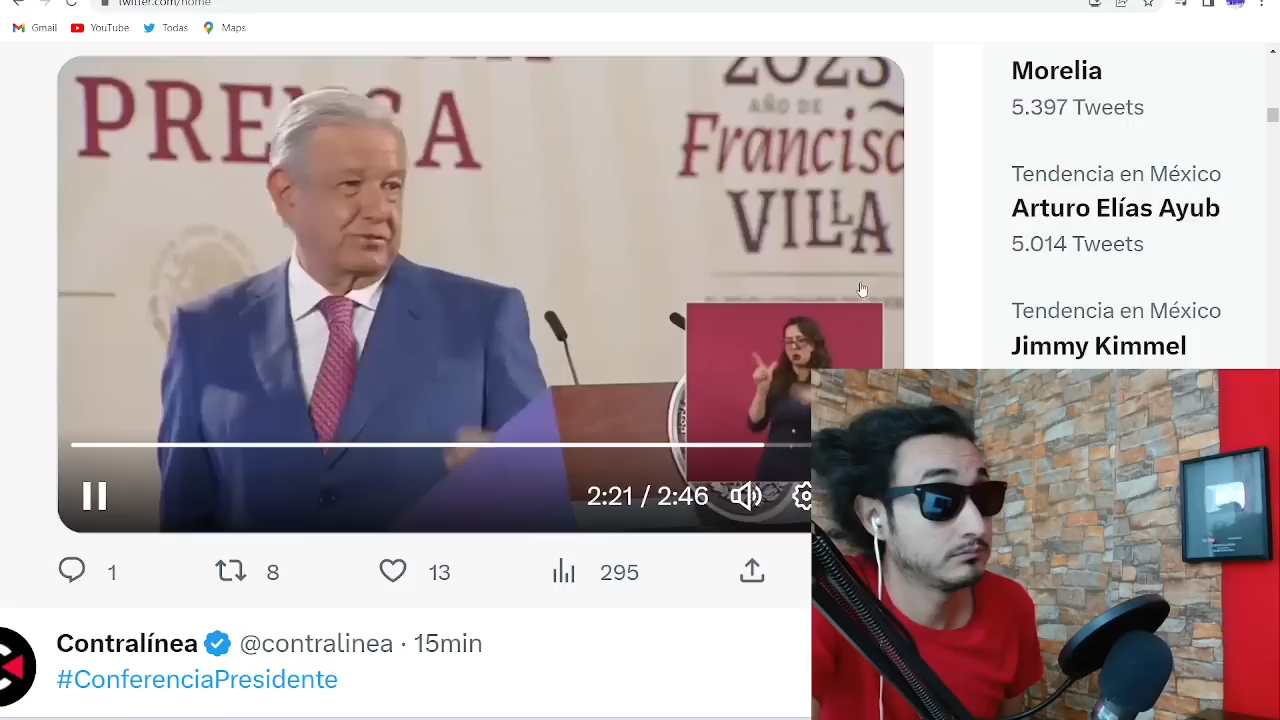 twitter.com/home
Gmail
YouTube
Todas
Maps
PRENSA
2023
AÑO DE
Francisc
VILLA
2:21 / 2:46
1
8
13
295
Contralínea @contralinea · 15min
#ConferenciaPresidente
Morelia
5.397 Tweets
Tendencia en México
Arturo Elías Ayub
5.014 Tweets
Tendencia en México
Jimmy Kimmel